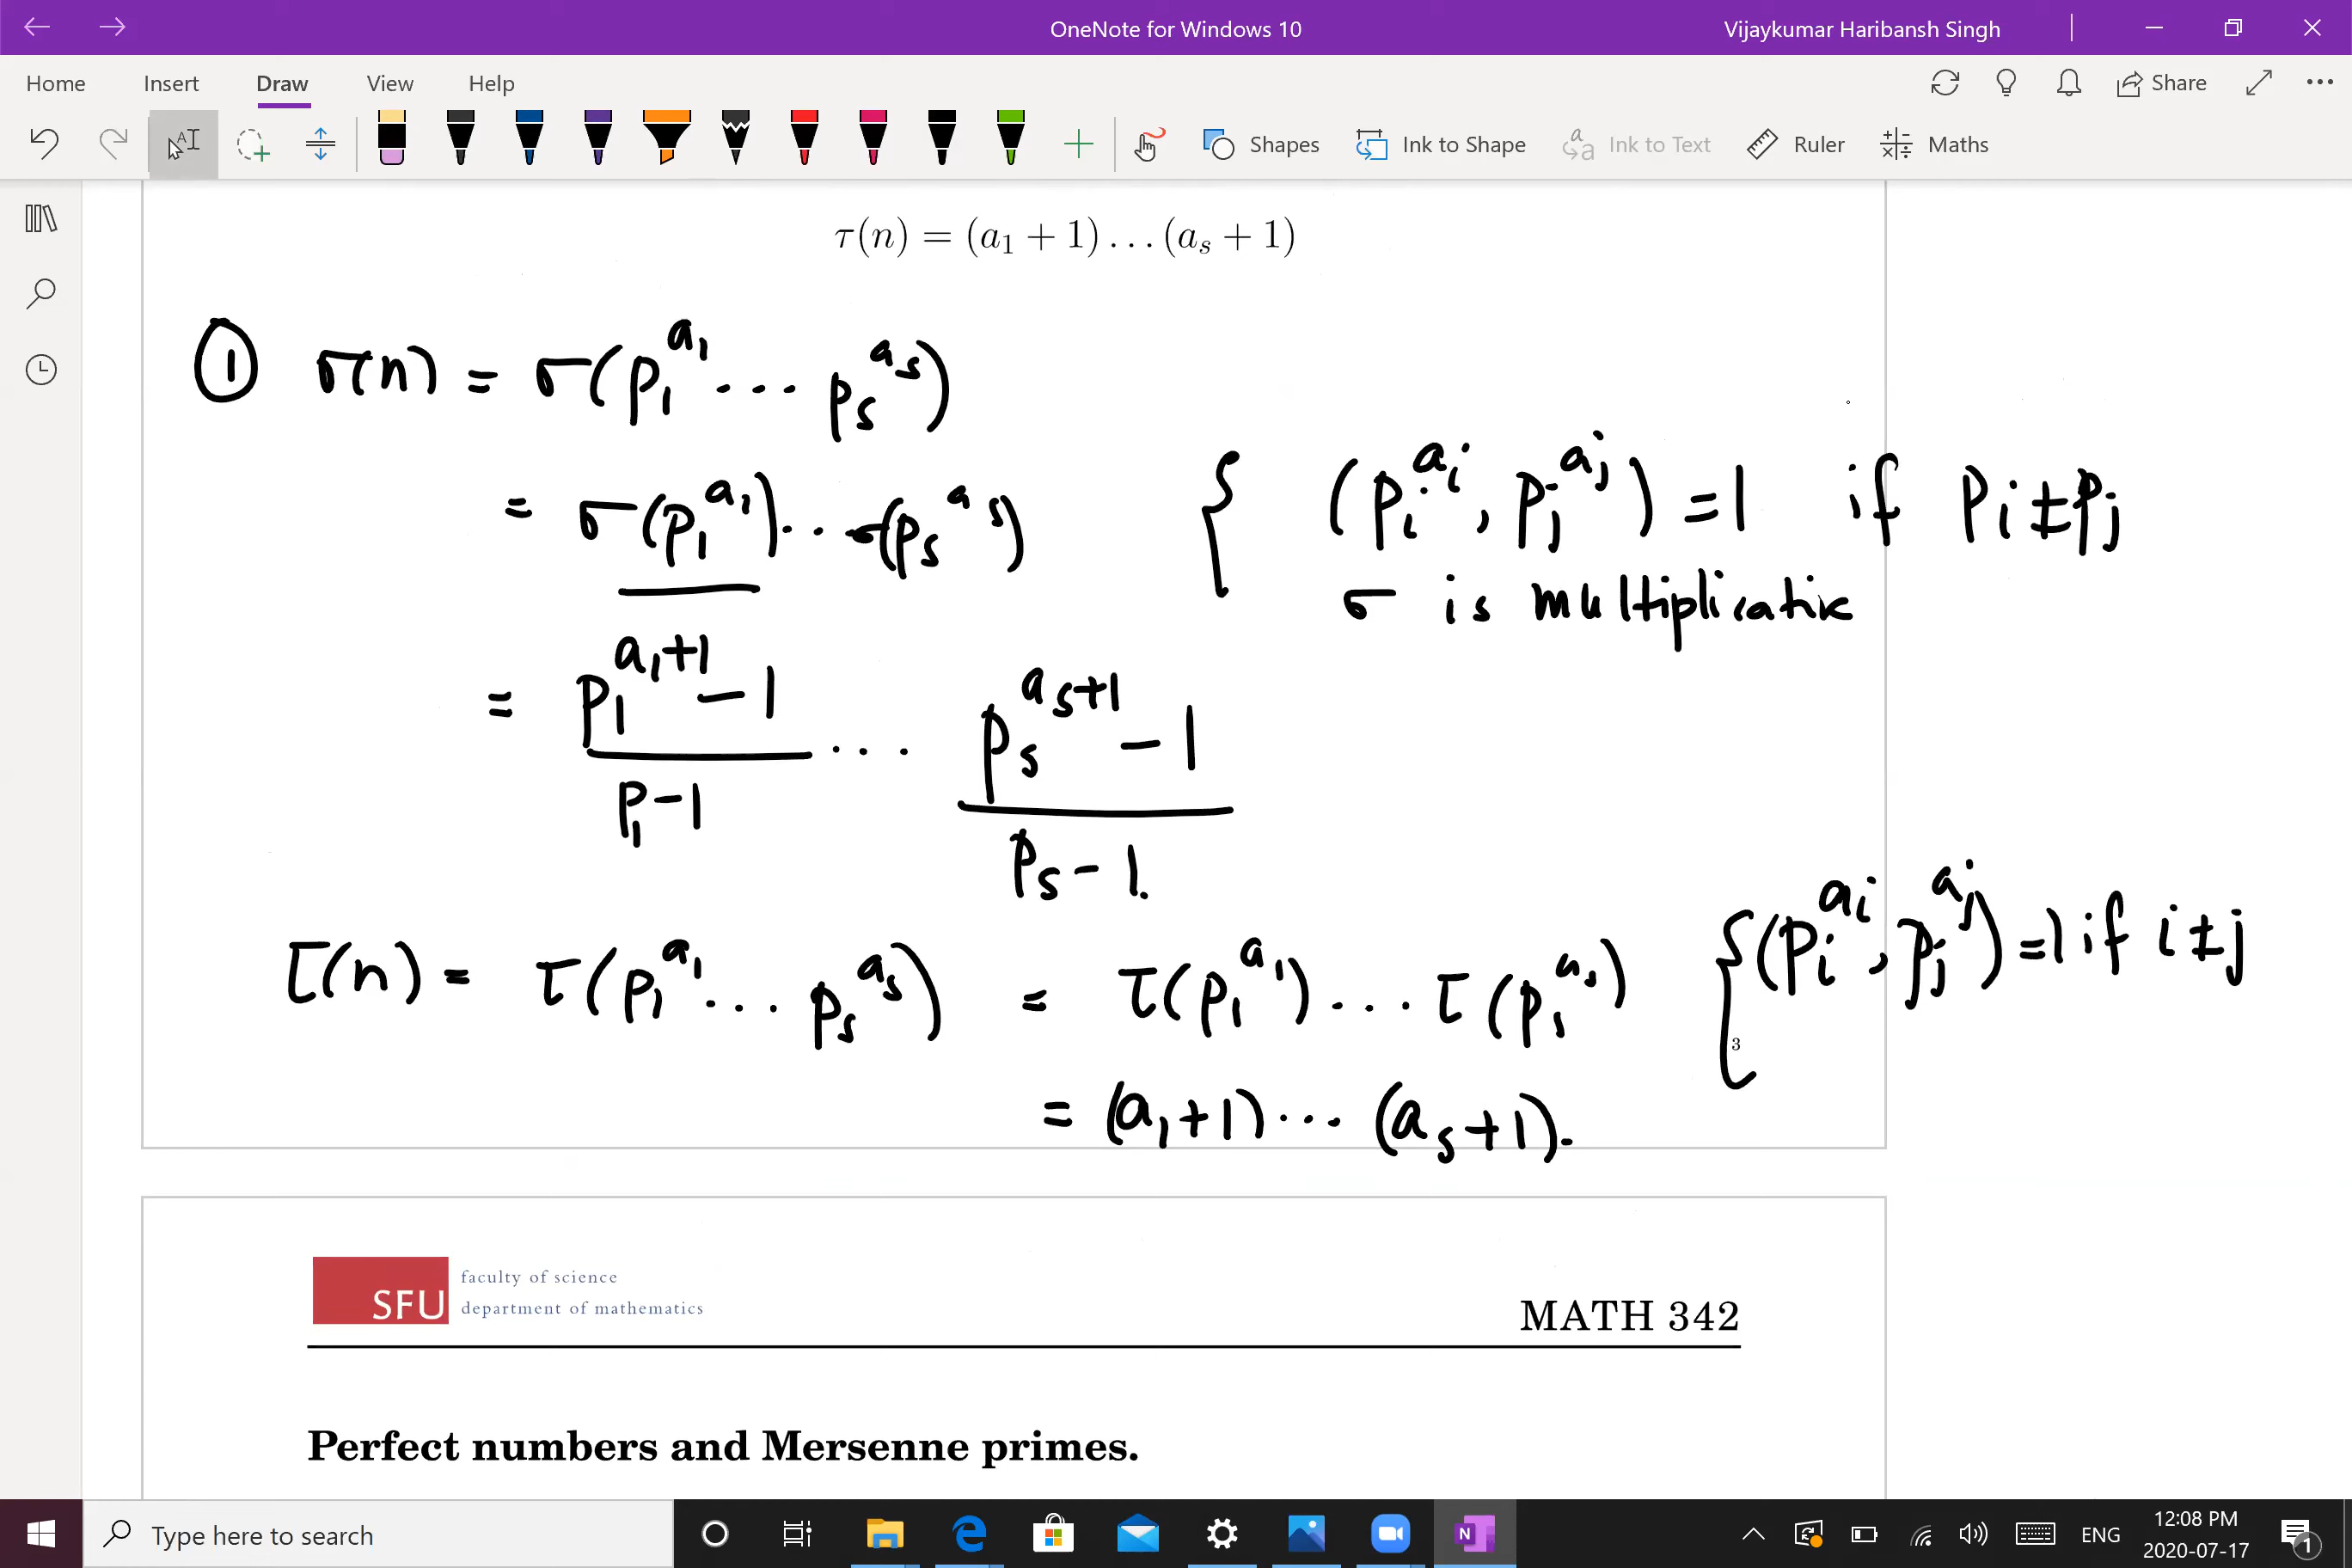 OneNote for Windows 10
Vijaykumar Haribansh Singh
Home Insert Draw View Help
Share
Shapes Ink to Shape Ink to Text Ruler Maths
τ(n) = (a₁ + 1) … (aₛ + 1)
① σ(n) = σ(p₁^a₁ ... pₛ^aₛ)
= σ(p₁^a₁) ... σ(pₛ^aₛ) { (pᵢ^aᵢ, pⱼ^aⱼ) = 1 if pᵢ ≠ pⱼ
σ is multiplicative
= (p₁^(a₁+1) − 1)/(p₁ − 1) ... (pₛ^(aₛ+1) − 1)/(pₛ − 1).
τ(n) = τ(p₁^a₁ ... pₛ^aₛ) = τ(p₁^a₁) ... τ(p₁^aₛ) { (pᵢ^aᵢ, pⱼ^aⱼ) = 1 if i ≠ j
3
= (a₁+1) ... (aₛ+1).
SFU
faculty of science
department of mathematics
MATH 342
Perfect numbers and Mersenne primes.
Type here to search
ENG
12:08 PM
2020-07-17
1